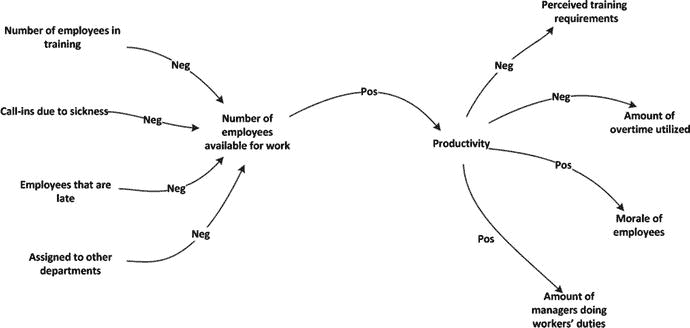 Number of employees in
training
Neg
Call-ins due to sickness
Neg
Number of
employees
available for work
Employees that are
late
Neg
Assigned to other
departments
Neg
Pos
Productivity
Perceived training
requirements
Neg
Neg
Amount of
overtime utilized
Pos
Morale of
employees
Pos
Amount of
managers doing
workers' duties